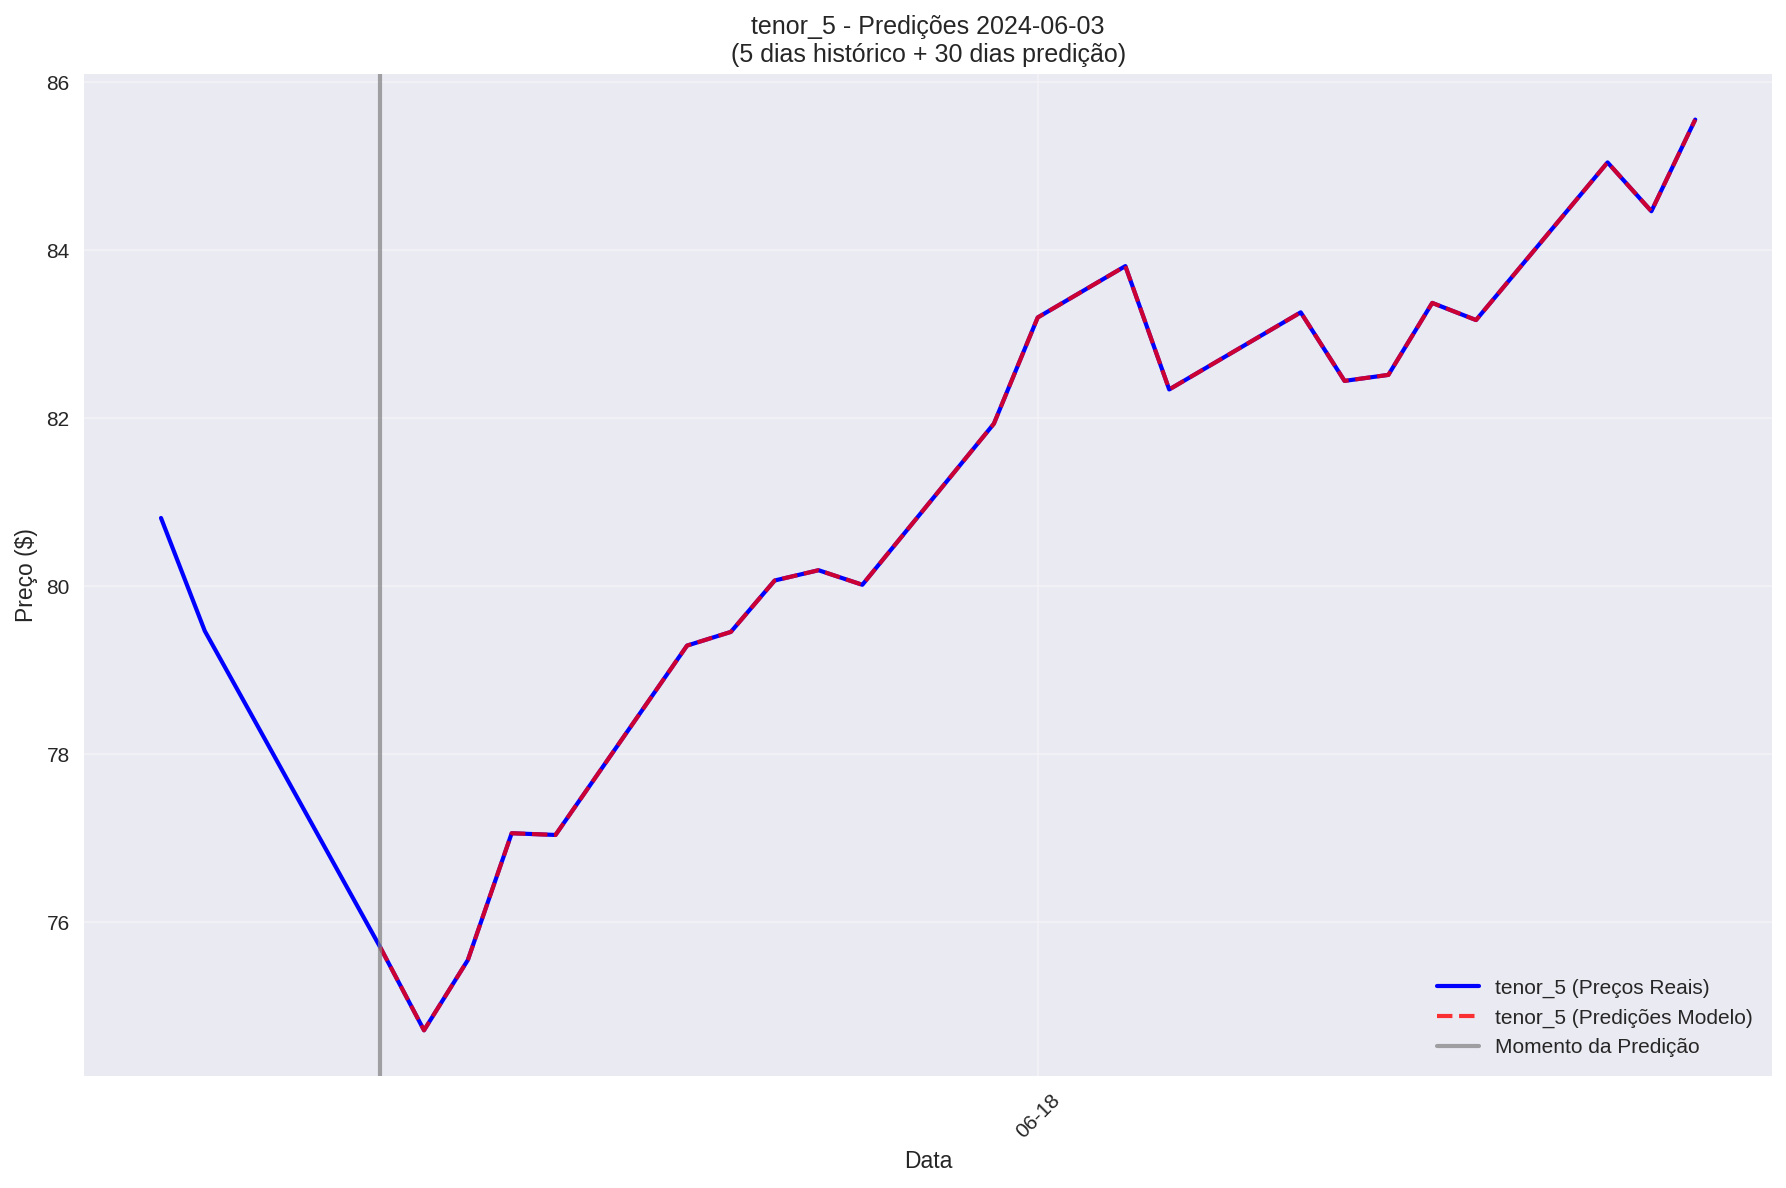 tenor_5 - Predições 2024-06-03
(5 dias histórico + 30 dias predição)
86
84
82
80
78
76
Preço ($)
tenor_5 (Preços Reais)
tenor_5 (Predições Modelo)
Momento da Predição
06-18
Data